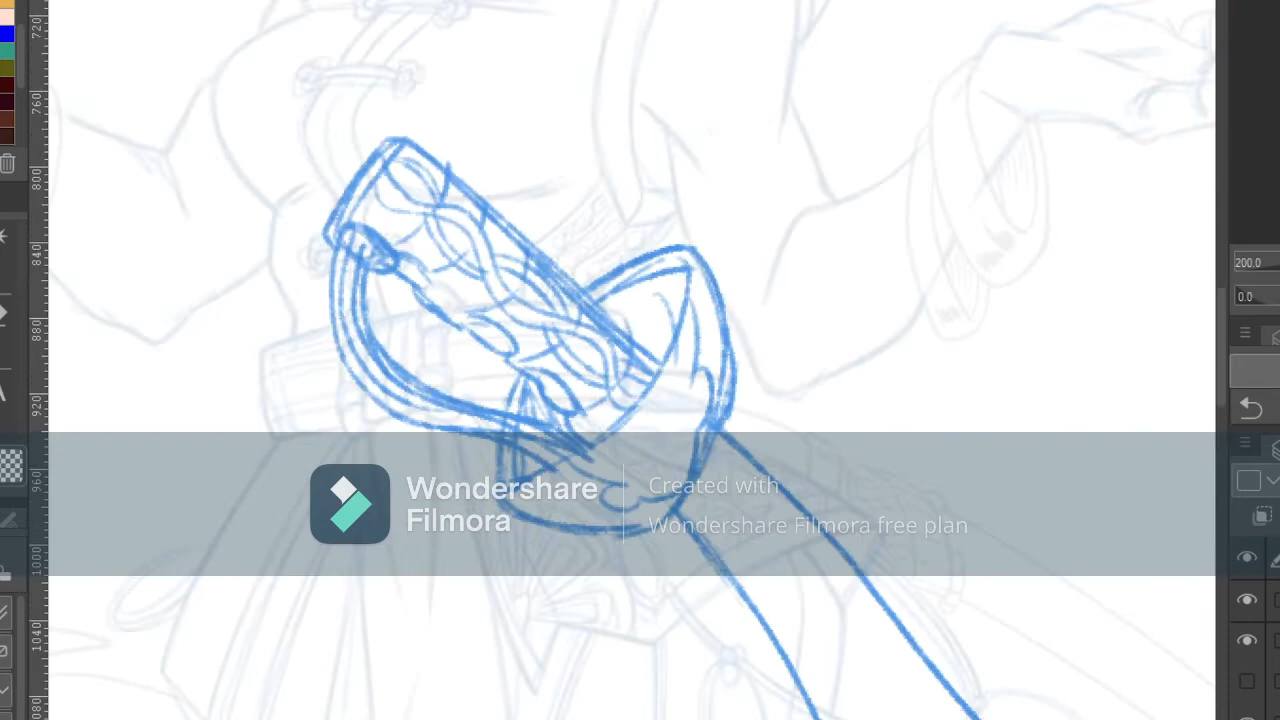 720
760
800
840
880
920
960
1000
1040
200.0
0.0
Wondershare
Filmora
Created with
Wondershare Filmora free plan